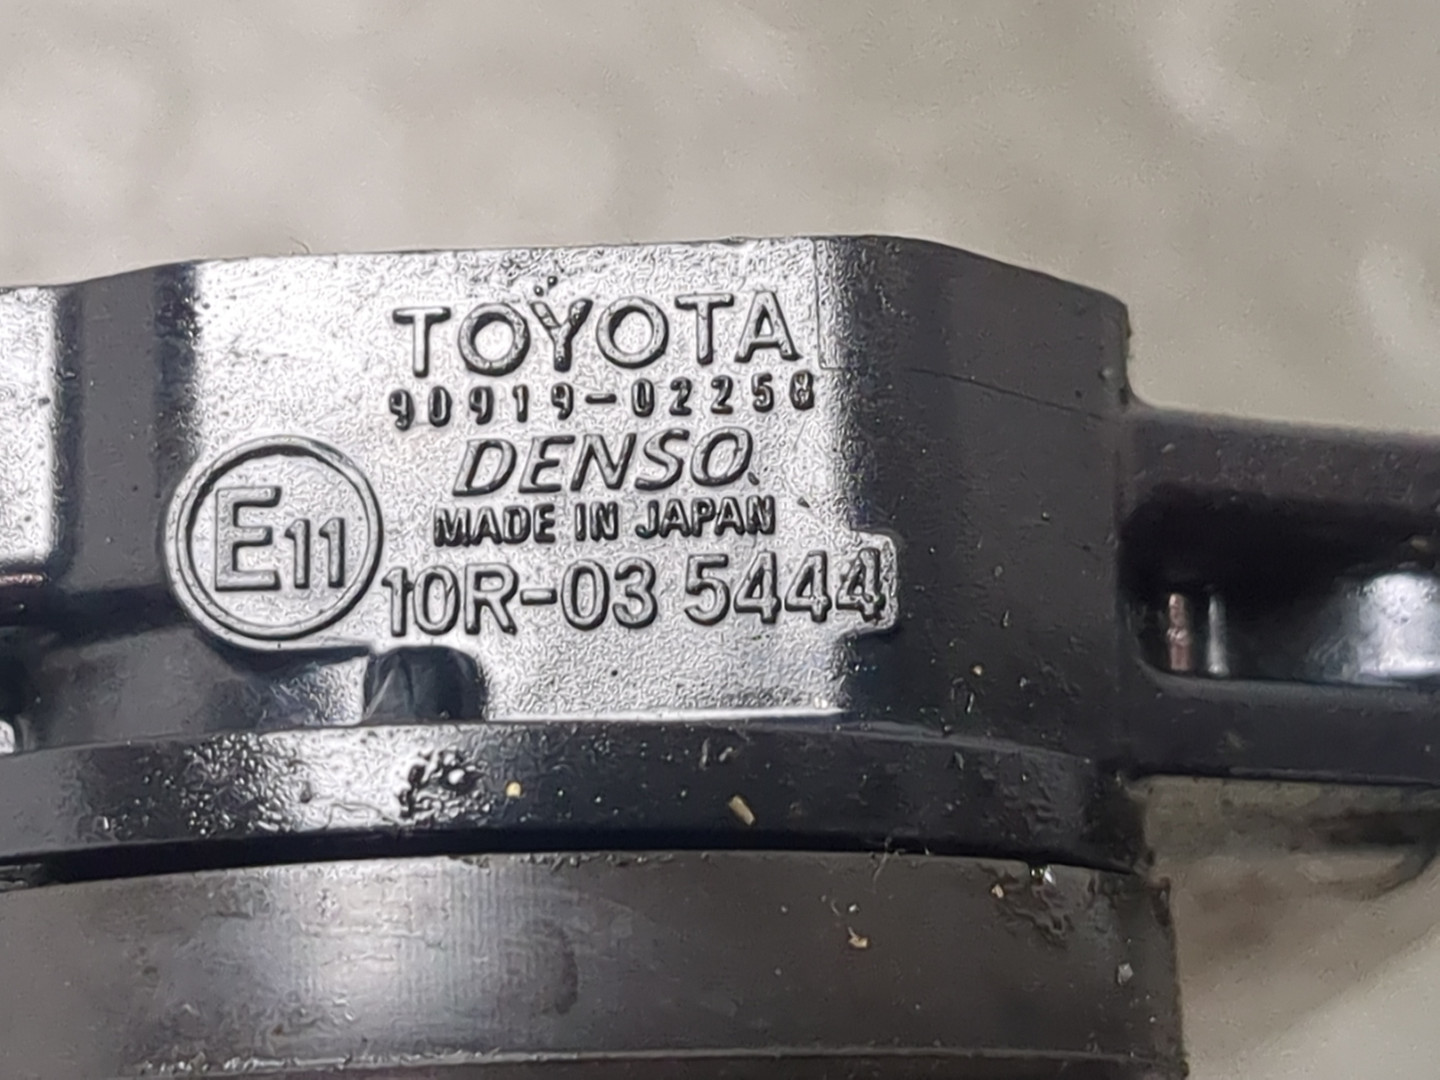 TOYOTA
90919-02258
DENSO
MADE IN JAPAN
E11
10R-03 5444